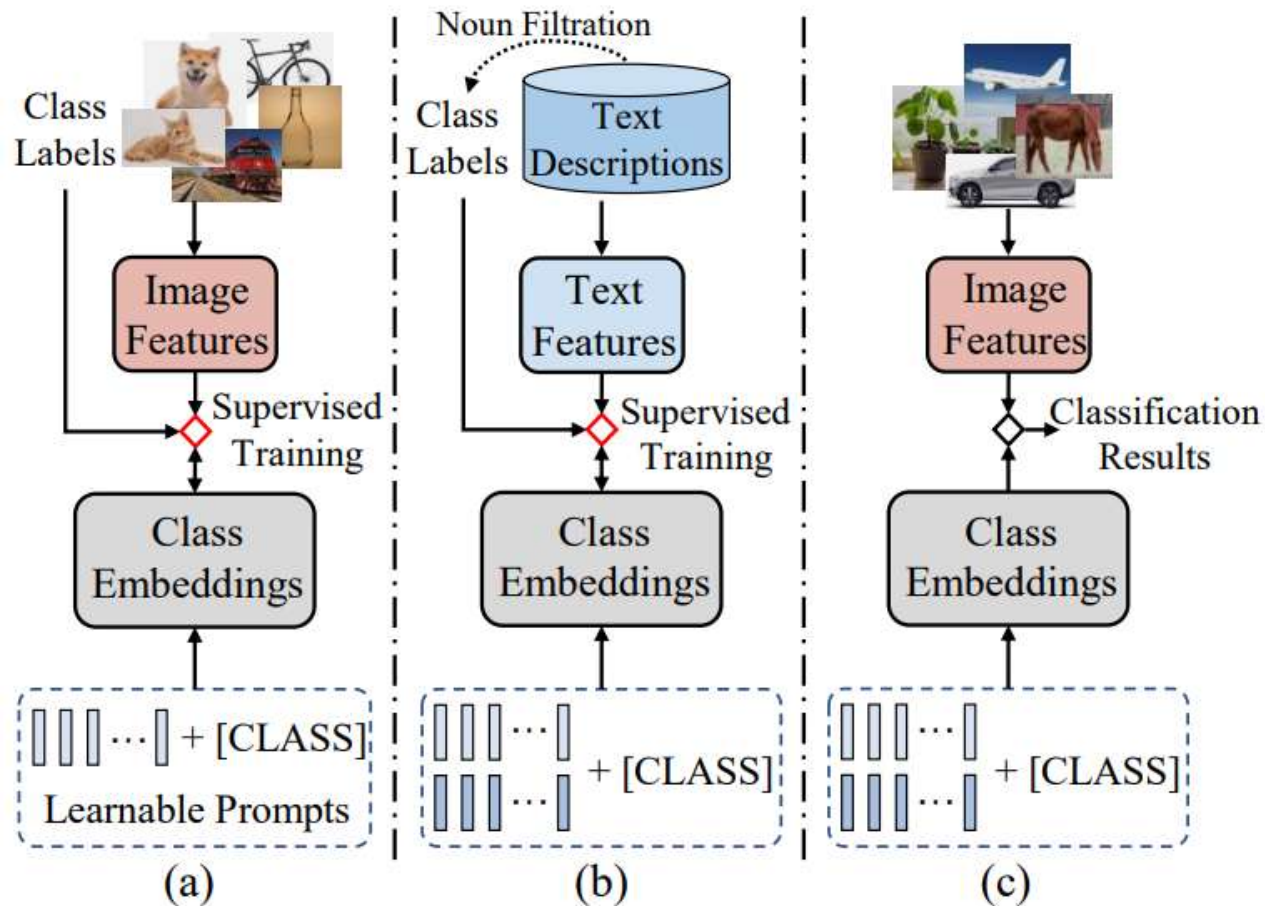 Class
Labels
Image
Features
Supervised
Training
Class
Embeddings
... + [CLASS]
Learnable Prompts
(a)
Noun Filtration
Class
Labels
Text
Descriptions
Text
Features
Supervised
Training
Class
Embeddings
...
+ [CLASS]
...
(b)
Image
Features
Classification
Results
Class
Embeddings
...
+ [CLASS]
...
(c)